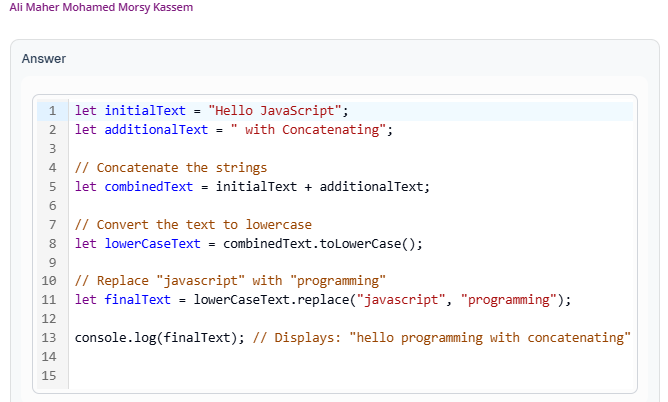 Ali Maher Mohamed Morsy Kassem
Answer
1 let initialText = "Hello JavaScript";
2 let additionalText = " with Concatenating";
3
4 // Concatenate the strings
5 let combinedText = initialText + additionalText;
6
7 // Convert the text to lowercase
8 let lowerCaseText = combinedText.toLowerCase();
9
10 // Replace "javascript" with "programming"
11 let finalText = lowerCaseText.replace("javascript", "programming");
12
13 console.log(finalText); // Displays: "hello programming with concatenating"
14
15